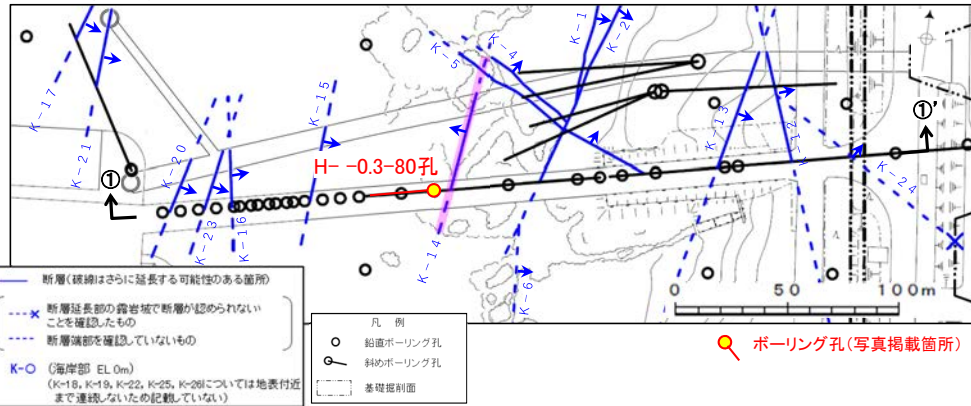 K-17
K-21
K-20
K-23
K-16
K-15
K-14
K-5
K-4
K-1
K-2
K-6
K-13
K-12
K-24
①
①’
H- -0.3-80孔
0 50 100m
断層(破線はさらに延長する可能性のある箇所)
断層延長部の露岩域で断層が認められない
ことを確認したもの
断層端部を確認していないもの
K-○ (海岸部 EL 0m)
(K-18, K-19, K-22, K-25, K-26については地表付近
まで連続しないため記載していない)
凡 例
鉛直ボーリング孔
斜めボーリング孔
基礎掘削面
ボーリング孔(写真掲載箇所)